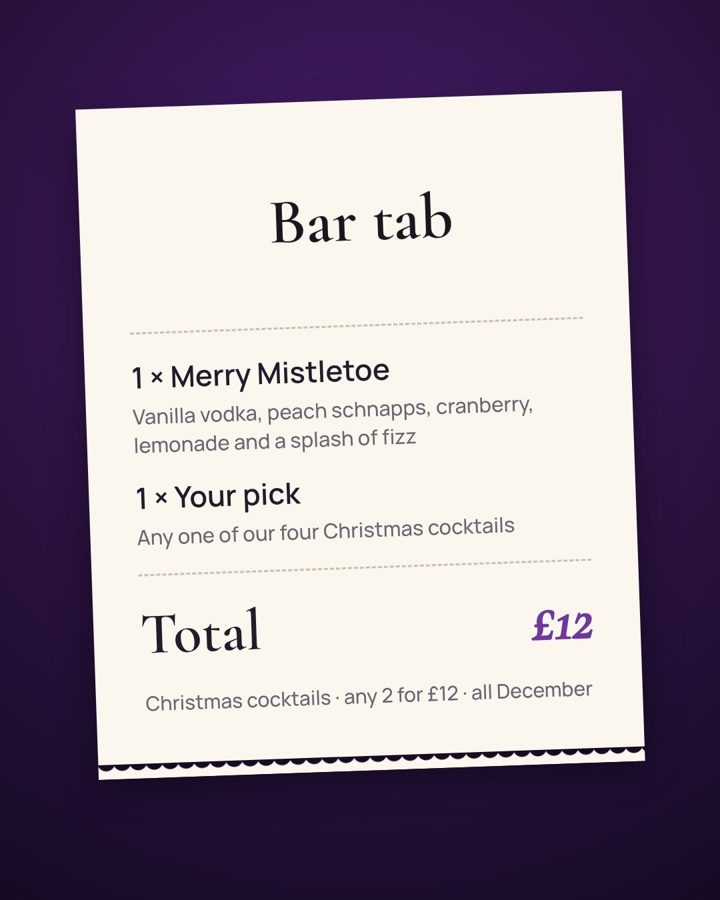 Bar tab
1 × Merry Mistletoe
Vanilla vodka, peach schnapps, cranberry,
lemonade and a splash of fizz
1 × Your pick
Any one of our four Christmas cocktails
Total £12
Christmas cocktails · any 2 for £12 · all December